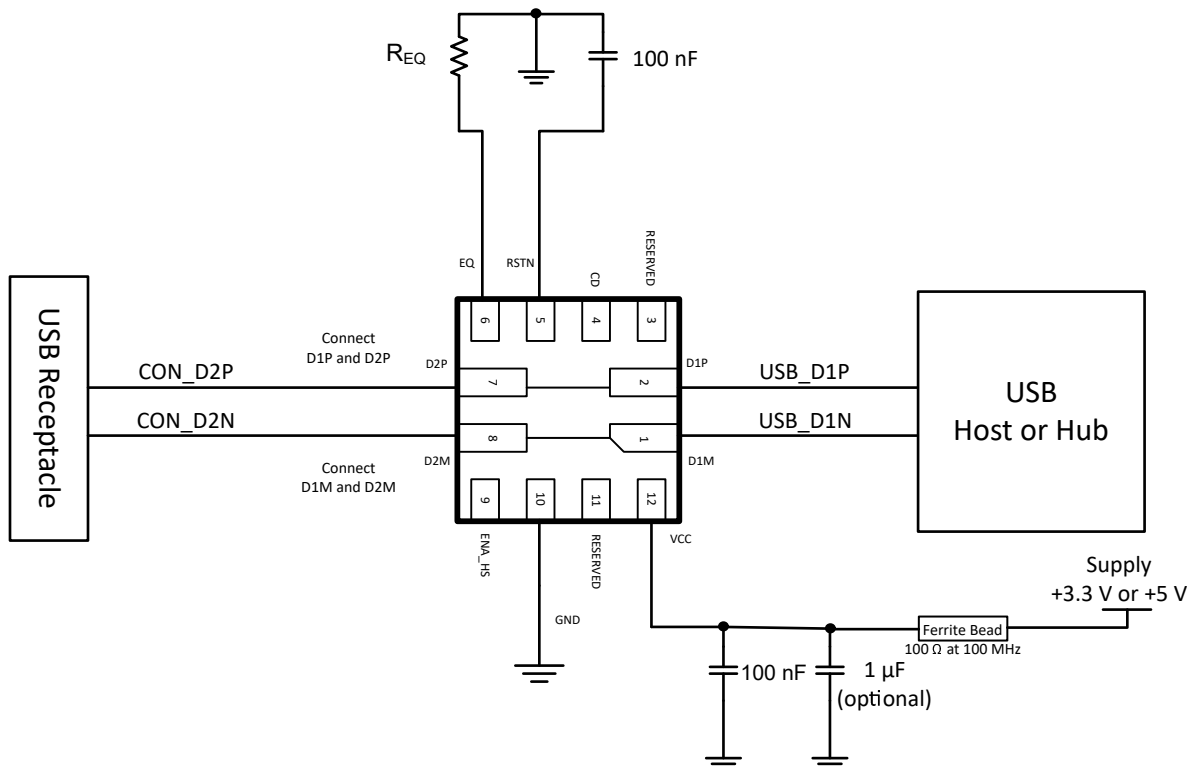 R_EQ
100 nF
EQ
RSTN
CD
RESERVED
6
5
4
3
USB Receptacle
Connect
D1P and D2P
D2P
D1P
CON_D2P
7
2
USB_D1P
USB
Host or Hub
CON_D2N
8
1
USB_D1N
D2M
D1M
Connect
D1M and D2M
9
10
11
12
ENA_HS
RESERVED
VCC
GND
Supply
+3.3 V or +5 V
Ferrite Bead
100 Ω at 100 MHz
100 nF
1 µF
(optional)